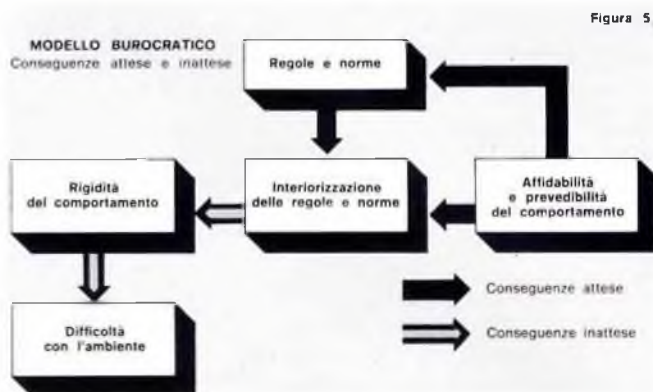 Figura 5
MODELLO BUROCRATICO
Conseguenze attese e inattese
Regole e norme
Rigidità
del comportamento
Interiorizzazione
delle regole e norme
Affidabilità
e prevedibilità
del comportamento
Conseguenze attese
Difficoltà
con l'ambiente
Conseguenze inattese